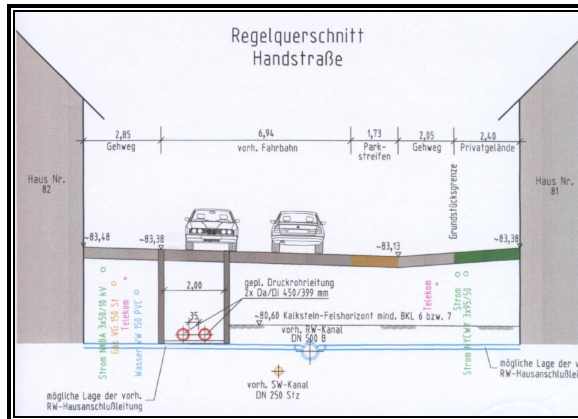 Regelquerschnitt
Handstraße
2,85
6,94
1,73
2,05
2,40
Gehweg
vorh. Fahrbahn
Park-
streifen
Gehweg
Privatgelände
Haus Nr.
82
Haus Nr.
81
Grundstücksgrenze
~83,48
~83,38
~83,13
~83,38
2,00
gepl. Druckrohrleitung
2x Da/Di 450/399 mm
35
Strom NKBA 3x50/10 kV
Gas VG 150 St
Telekom
Wasser VW 150 PVC
Telekom
Strom
Strom NYCWY 3x95/50
~80,60 Kalkstein-Felshorizont mind. BKL 6 bzw. 7
vorh. RW-Kanal
DN 500 B
mögliche Lage der vorh.
RW-Hausanschlußleitung
vorh. SW-Kanal
DN 250 Stz
mögliche Lage der
RW-Hausanschlußlei